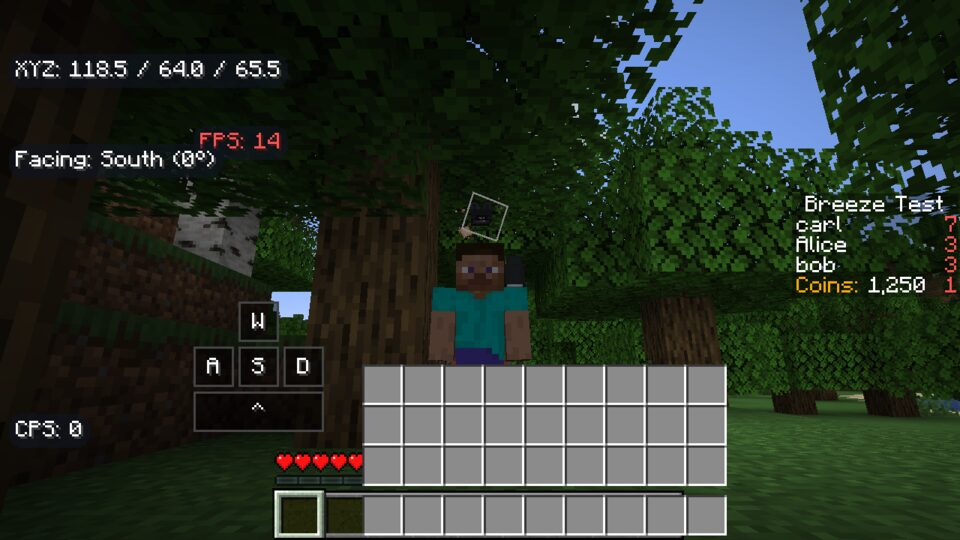 XYZ: 118.5 / 64.0 / 65.5
FPS: 14
Facing: South (0°)
Breeze Test
carl 7
Alice 3
bob 3
Coins: 1,250 1
W
A S D
^
CPS: 0